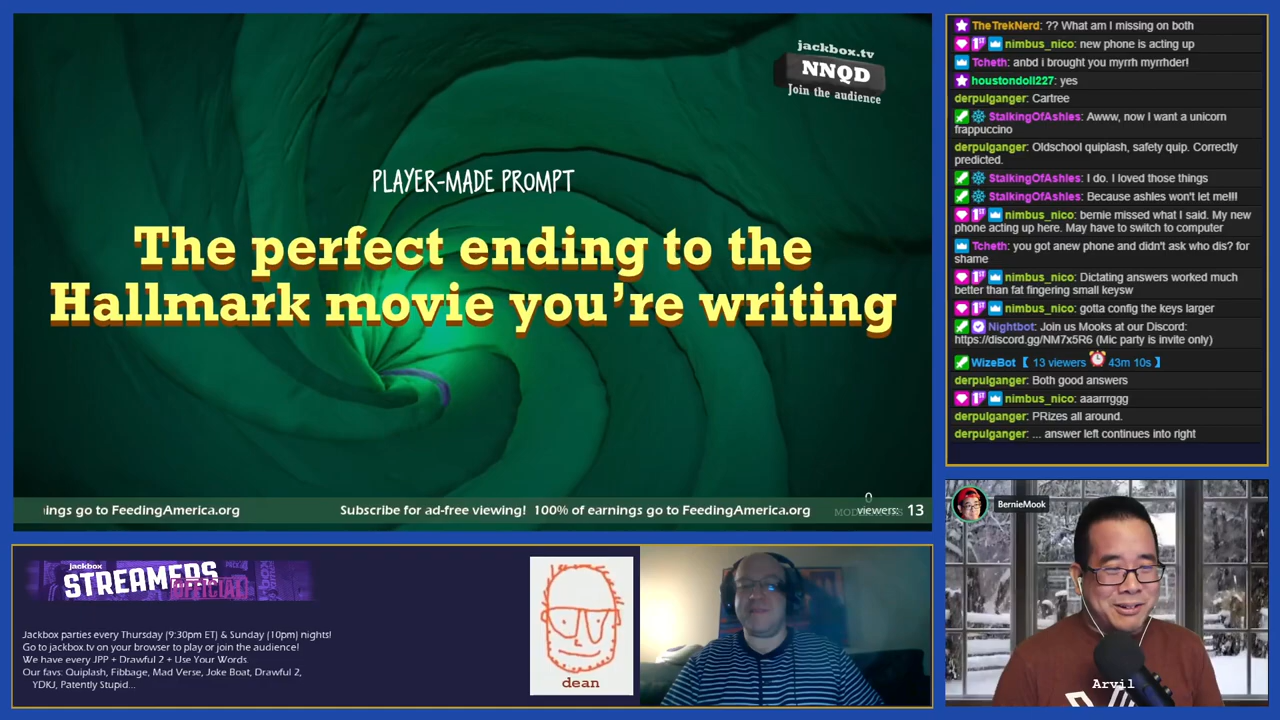 jackbox.tv
NNQD
Join the audience
PLAYER-MADE PROMPT
The perfect ending to the
Hallmark movie you're writing
ings go to FeedingAmerica.org
Subscribe for ad-free viewing! 100% of earnings go to FeedingAmerica.org
0
viewers: 13
TheTrekNerd: ?? What am I missing on both
nimbus_nico: new phone is acting up
Tcheth: anbd i brought you myrrh myrrhder!
houstondoll227: yes
derpulganger: Cartree
StalkingOfAshles: Awww, now I want a unicorn
frappuccino
derpulganger: Oldschool quiplash, safety quip. Correctly
predicted.
StalkingOfAshles: I do. I loved those things
StalkingOfAshles: Because ashles won't let me!!!
nimbus_nico: bernie missed what I said. My new
phone acting up here. May have to switch to computer
Tcheth: you got anew phone and didn't ask who dis? for
shame
nimbus_nico: Dictating answers worked much
better than fat fingering small keysw
nimbus_nico: gotta config the keys larger
Nightbot: Join us Mooks at our Discord:
https://discord.gg/NM7x5R6 (Mic party is invite only)
WizeBot 【 13 viewers ⏰ 43m 10s 】
derpulganger: Both good answers
nimbus_nico: aaarrrggg
derpulganger: PRizes all around.
derpulganger: ... answer left continues into right
jackbox
STREAMERS
OFFICIAL
Jackbox parties every Thursday (9:30pm ET) & Sunday (10pm) nights!
Go to jackbox.tv on your browser to play or join the audience!
We have every JPP + Drawful 2 + Use Your Words
Our favs: Quiplash, Fibbage, Mad Verse, Joke Boat, Drawful 2,
YDKJ, Patently Stupid...
dean
BernieMook
Arvil